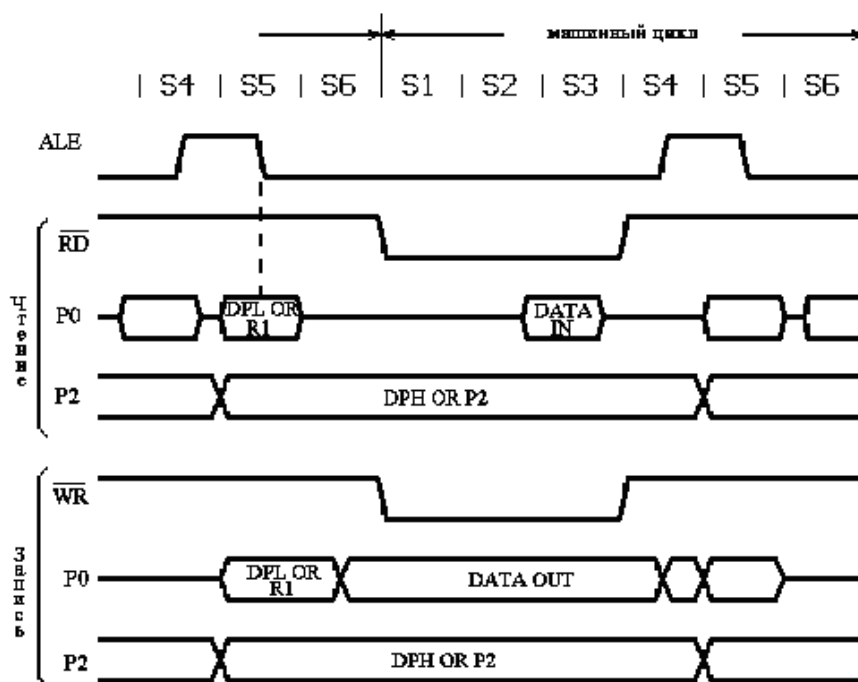 машинный цикл
| S4 | S5 | S6 | S1 | S2 | S3 | S4 | S5 | S6
ALE
Чтение
RD
P0 DPL OR R1 DATA IN
P2 DPH OR P2
Запись
WR
P0 DPL OR R1 DATA OUT
P2 DPH OR P2